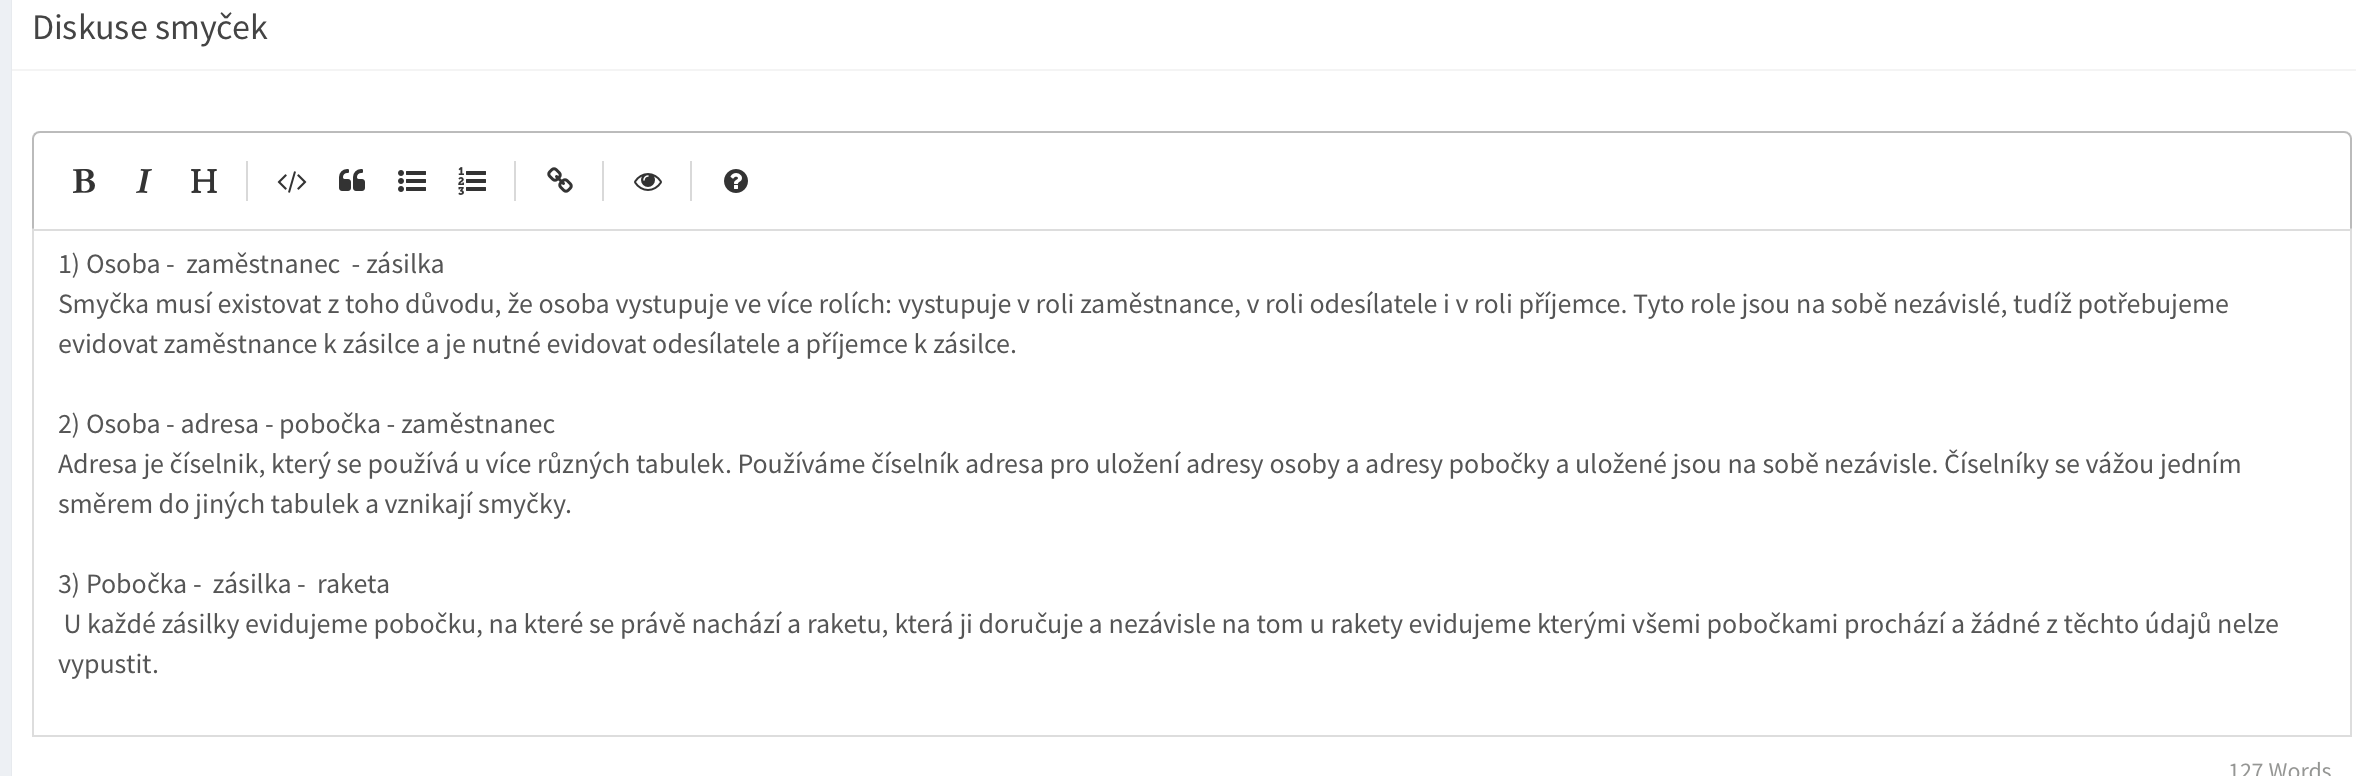 Diskuse smyček
B I H
1) Osoba -  zaměstnanec  - zásilka
Smyčka musí existovat z toho důvodu, že osoba vystupuje ve více rolích: vystupuje v roli zaměstnance, v roli odesílatele i v roli příjemce. Tyto role jsou na sobě nezávislé, tudíž potřebujeme
evidovat zaměstnance k zásilce a je nutné evidovat odesílatele a příjemce k zásilce.
2) Osoba - adresa - pobočka - zaměstnanec
Adresa je číselnik, který se používá u více různých tabulek. Používáme číselník adresa pro uložení adresy osoby a adresy pobočky a uložené jsou na sobě nezávisle. Číselníky se vážou jedním
směrem do jiných tabulek a vznikají smyčky.
3) Pobočka -  zásilka -  raketa
U každé zásilky evidujeme pobočku, na které se právě nachází a raketu, která ji doručuje a nezávisle na tom u rakety evidujeme kterými všemi pobočkami prochází a žádné z těchto údajů nelze
vypustit.
127 Words